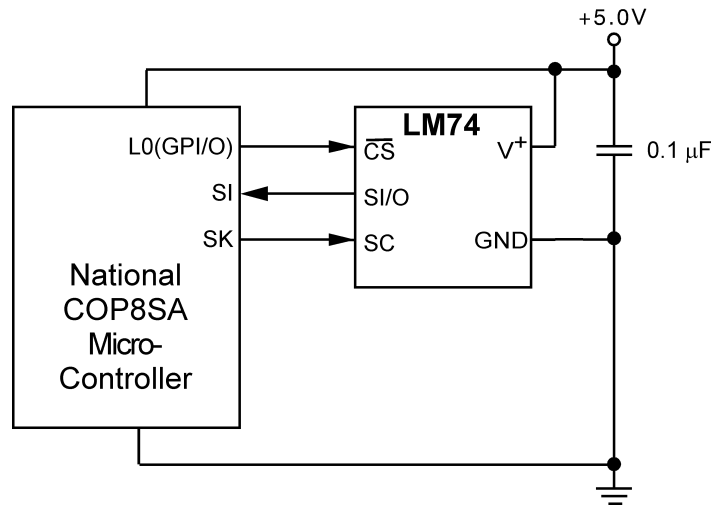 +5.0V
LM74
L0(GPI/O)
CS
V+
0.1 μF
SI
SI/O
SK
SC
GND
National
COP8SA
Micro-
Controller